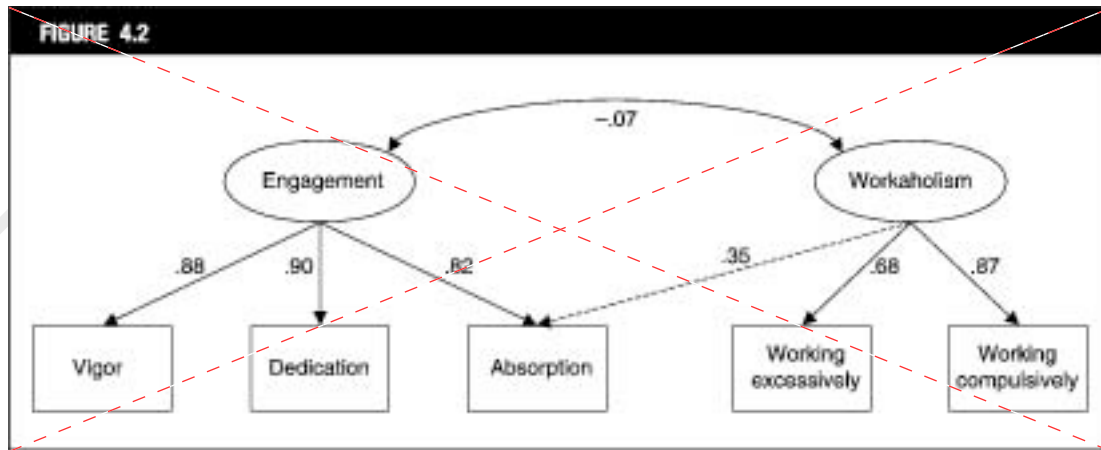 FIGURE 4.2
–.07
Engagement
Workaholism
.88
.90
.82
.35
.68
.87
Vigor
Dedication
Absorption
Working
excessively
Working
compulsively